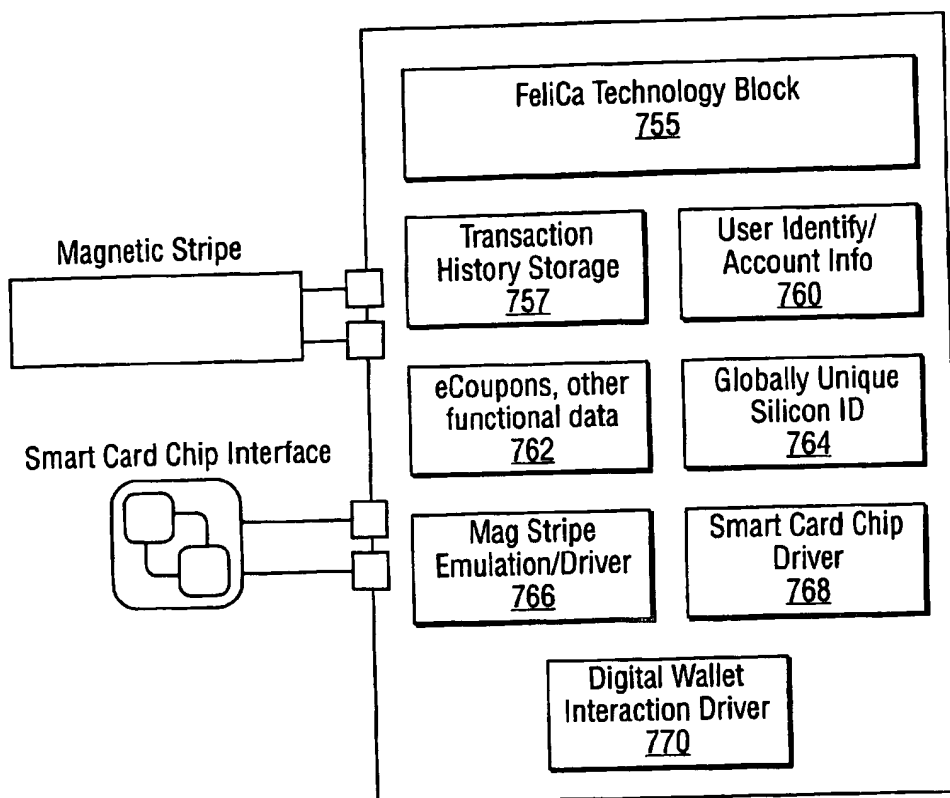 FeliCa Technology Block
755
Magnetic Stripe
Transaction
History Storage
757
User Identify/
Account Info
760
eCoupons, other
functional data
762
Globally Unique
Silicon ID
764
Smart Card Chip Interface
Mag Stripe
Emulation/Driver
766
Smart Card Chip
Driver
768
Digital Wallet
Interaction Driver
770